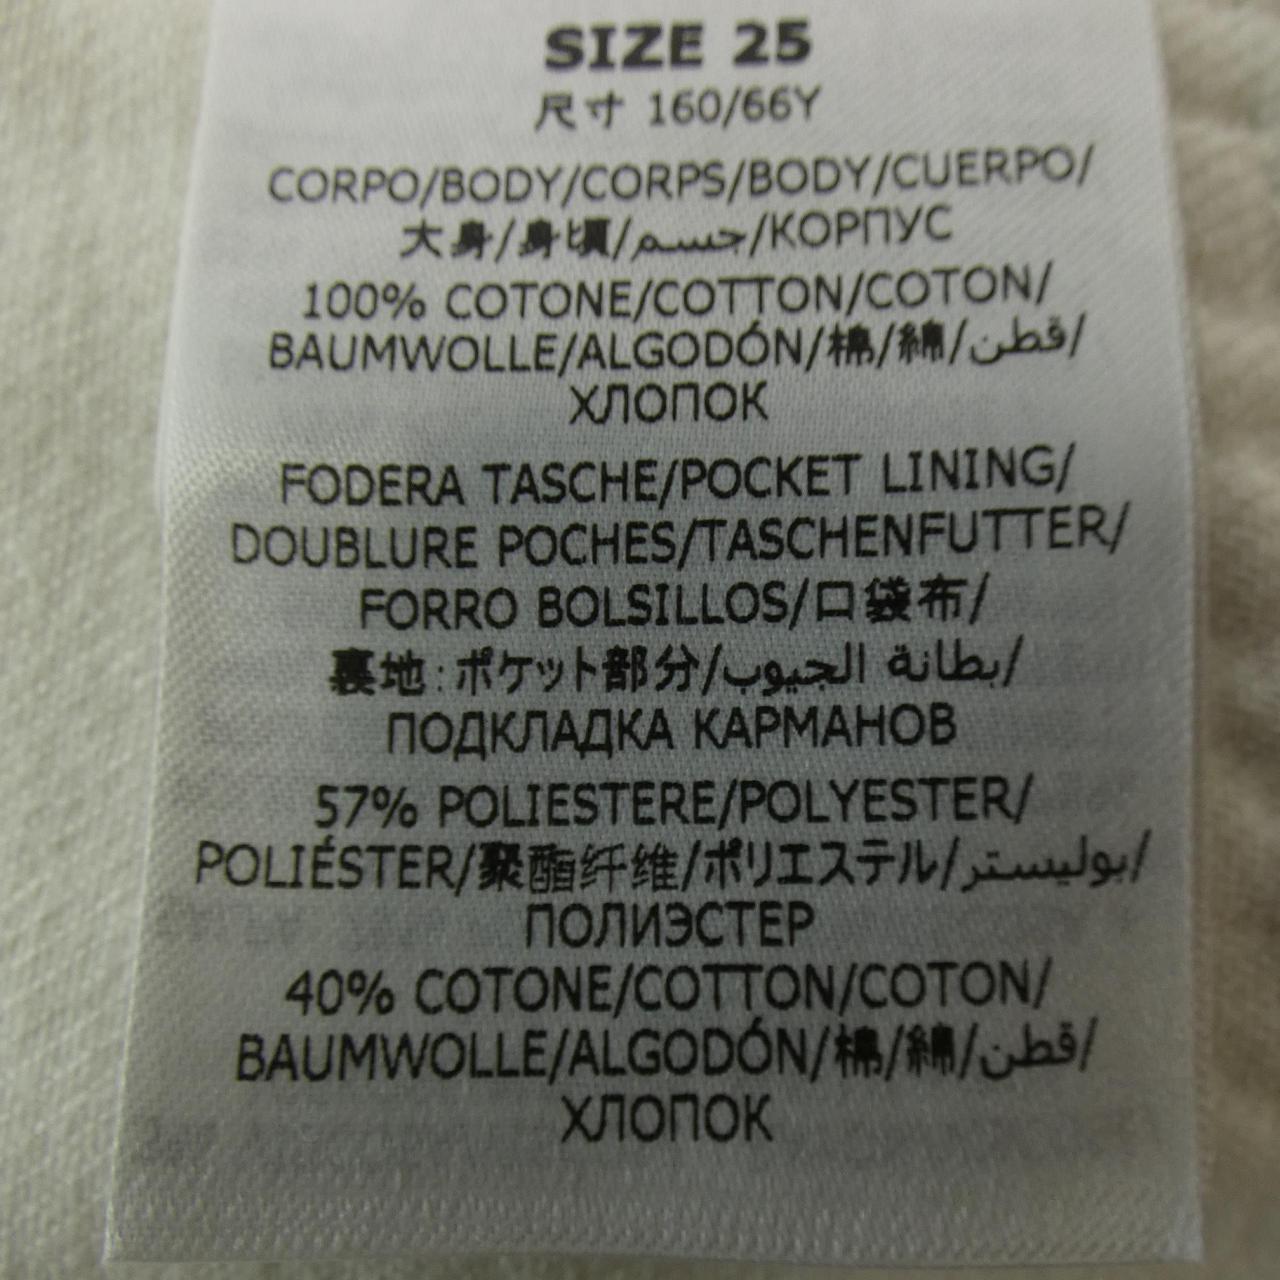 SIZE 25
尺寸 160/66Y
CORPO/BODY/CORPS/BODY/CUERPO/
大身/身頃/جسم/КОРПУС
100% COTONE/COTTON/COTON/
BAUMWOLLE/ALGODÓN/棉/綿/قطن/
ХЛОПОК
FODERA TASCHE/POCKET LINING/
DOUBLURE POCHES/TASCHENFUTTER/
FORRO BOLSILLOS/口袋布/
裏地:ポケット部分/بطانة الجيوب/
ПОДКЛАДКА КАРМАНОВ
57% POLIESTERE/POLYESTER/
POLIÉSTER/聚酯纤维/ポリエステル/بوليستر/
ПОЛИЭСТЕР
40% COTONE/COTTON/COTON/
BAUMWOLLE/ALGODÓN/棉/綿/قطن/
ХЛОПОК